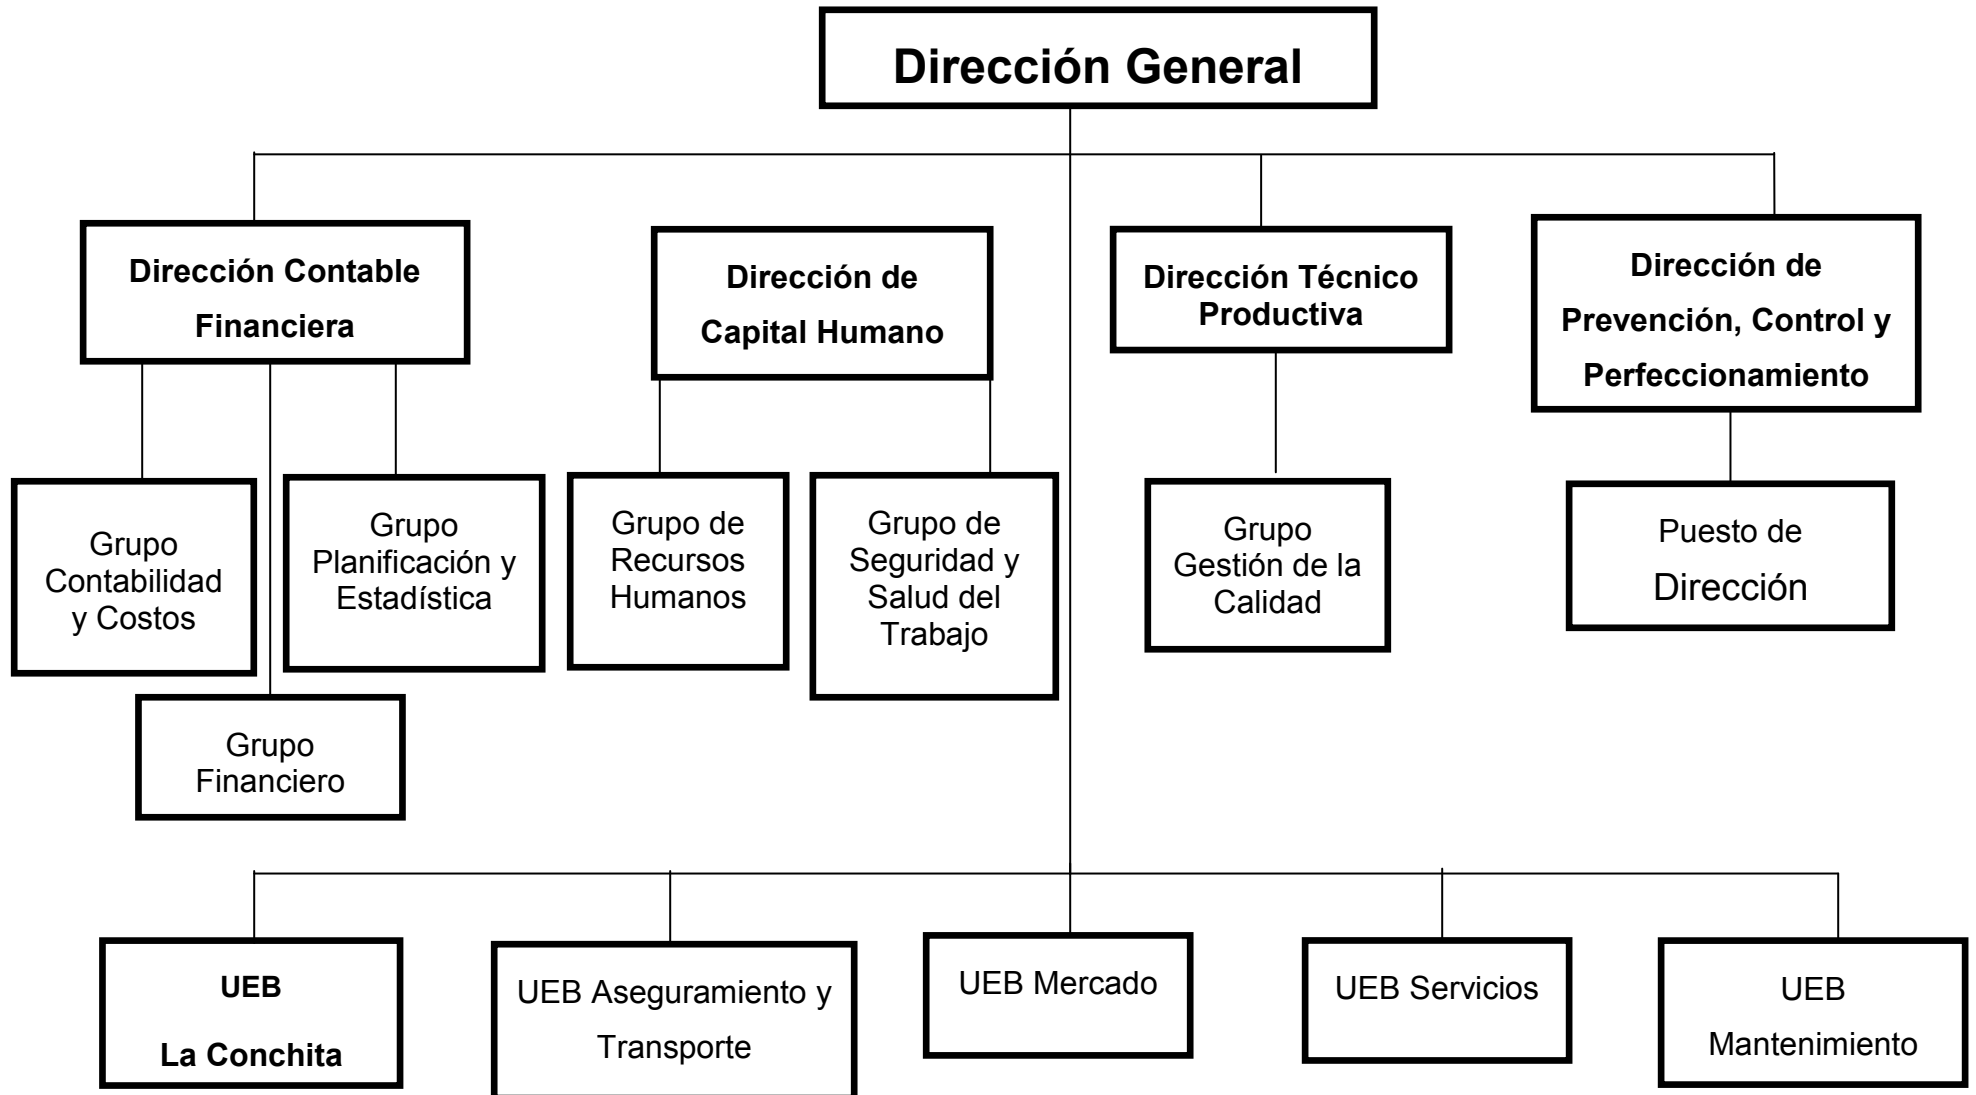 Dirección General
Dirección Contable
Financiera
Dirección de
Capital Humano
Dirección Técnico
Productiva
Dirección de
Prevención, Control y
Perfeccionamiento
Grupo
Contabilidad
y Costos
Grupo
Planificación y
Estadística
Grupo de
Recursos
Humanos
Grupo de
Seguridad y
Salud del
Trabajo
Grupo
Gestión de la
Calidad
Puesto de
Dirección
Grupo
Financiero
UEB
La Conchita
UEB Aseguramiento y
Transporte
UEB Mercado
UEB Servicios
UEB
Mantenimiento